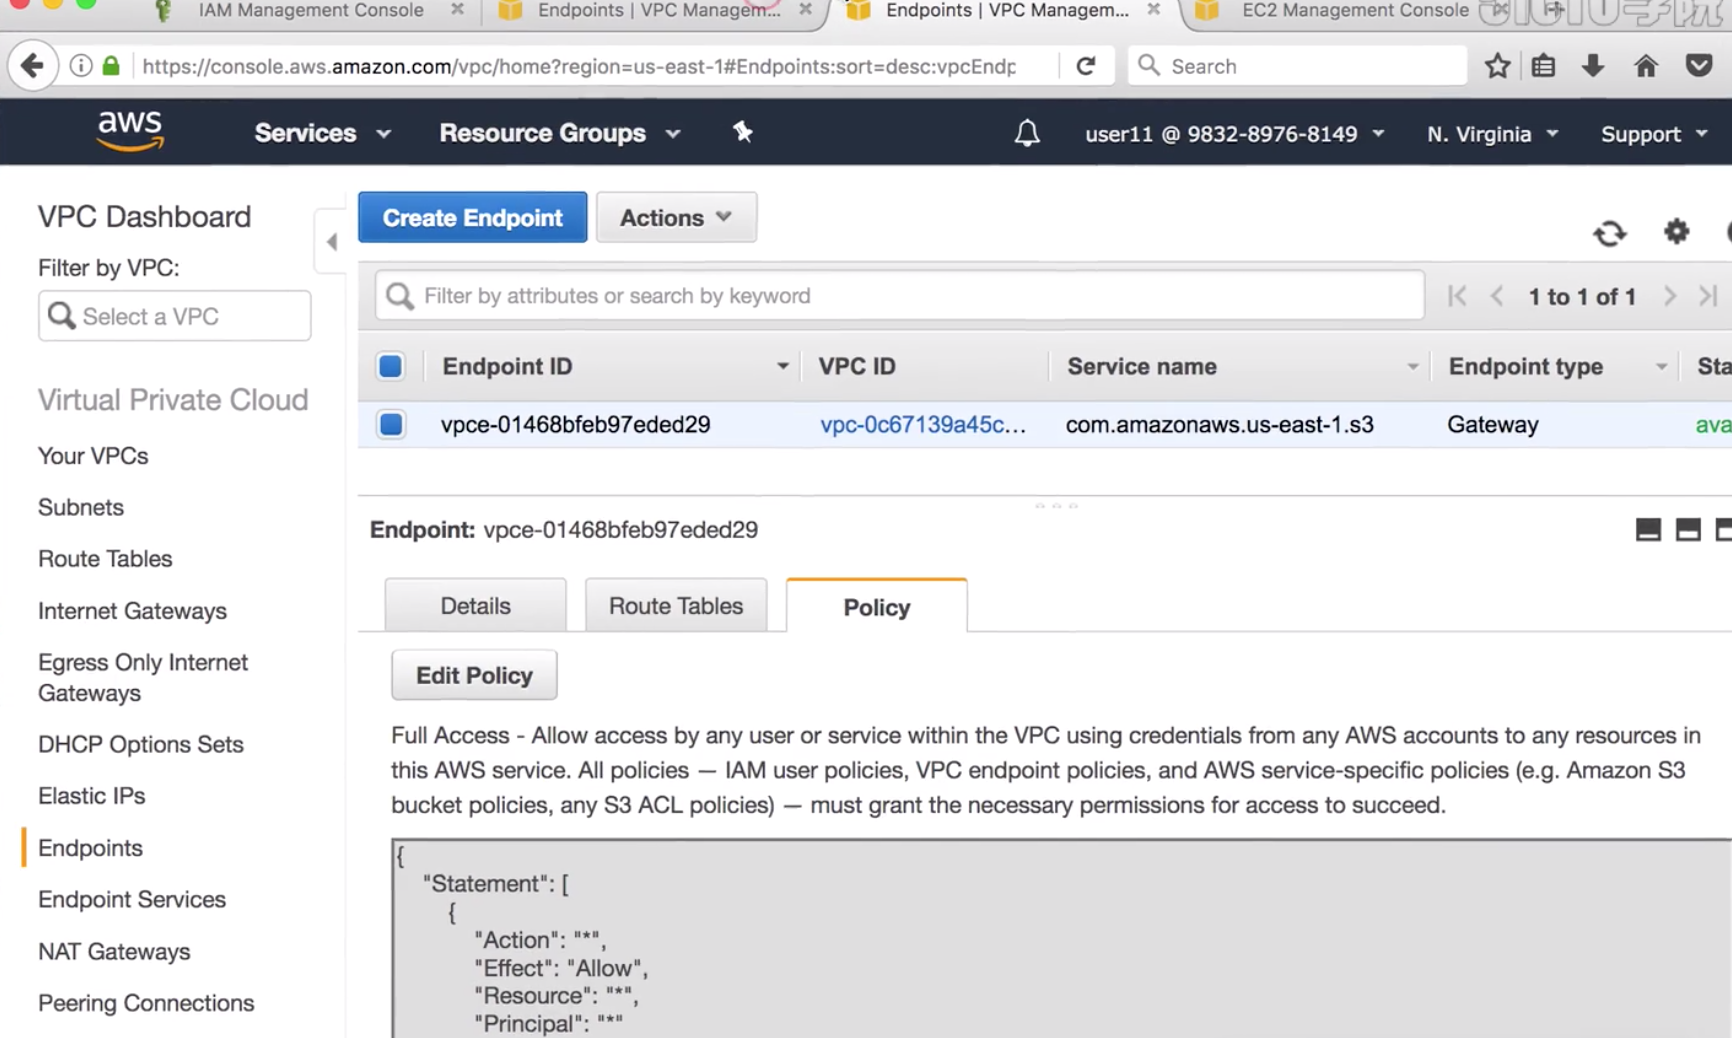 IAM Management Console
Endpoints | VPC Managem...
Endpoints | VPC Managem...
EC2 Management Console
https://console.aws.amazon.com/vpc/home?region=us-east-1#Endpoints:sort=desc:vpcEndp
Search
aws
Services
Resource Groups
user11 @ 9832-8976-8149
N. Virginia
Support
VPC Dashboard
Filter by VPC:
Select a VPC
Virtual Private Cloud
Your VPCs
Subnets
Route Tables
Internet Gateways
Egress Only Internet
Gateways
DHCP Options Sets
Elastic IPs
Endpoints
Endpoint Services
NAT Gateways
Peering Connections
Create Endpoint
Actions
Filter by attributes or search by keyword
1 to 1 of 1
Endpoint ID
VPC ID
Service name
Endpoint type
Sta
vpce-01468bfeb97eded29
vpc-0c67139a45c...
com.amazonaws.us-east-1.s3
Gateway
ava
Endpoint: vpce-01468bfeb97eded29
Details
Route Tables
Policy
Edit Policy
Full Access - Allow access by any user or service within the VPC using credentials from any AWS accounts to any resources in
this AWS service. All policies — IAM user policies, VPC endpoint policies, and AWS service-specific policies (e.g. Amazon S3
bucket policies, any S3 ACL policies) — must grant the necessary permissions for access to succeed.
{
"Statement": [
{
"Action": "*",
"Effect": "Allow",
"Resource": "*",
"Principal": "*"